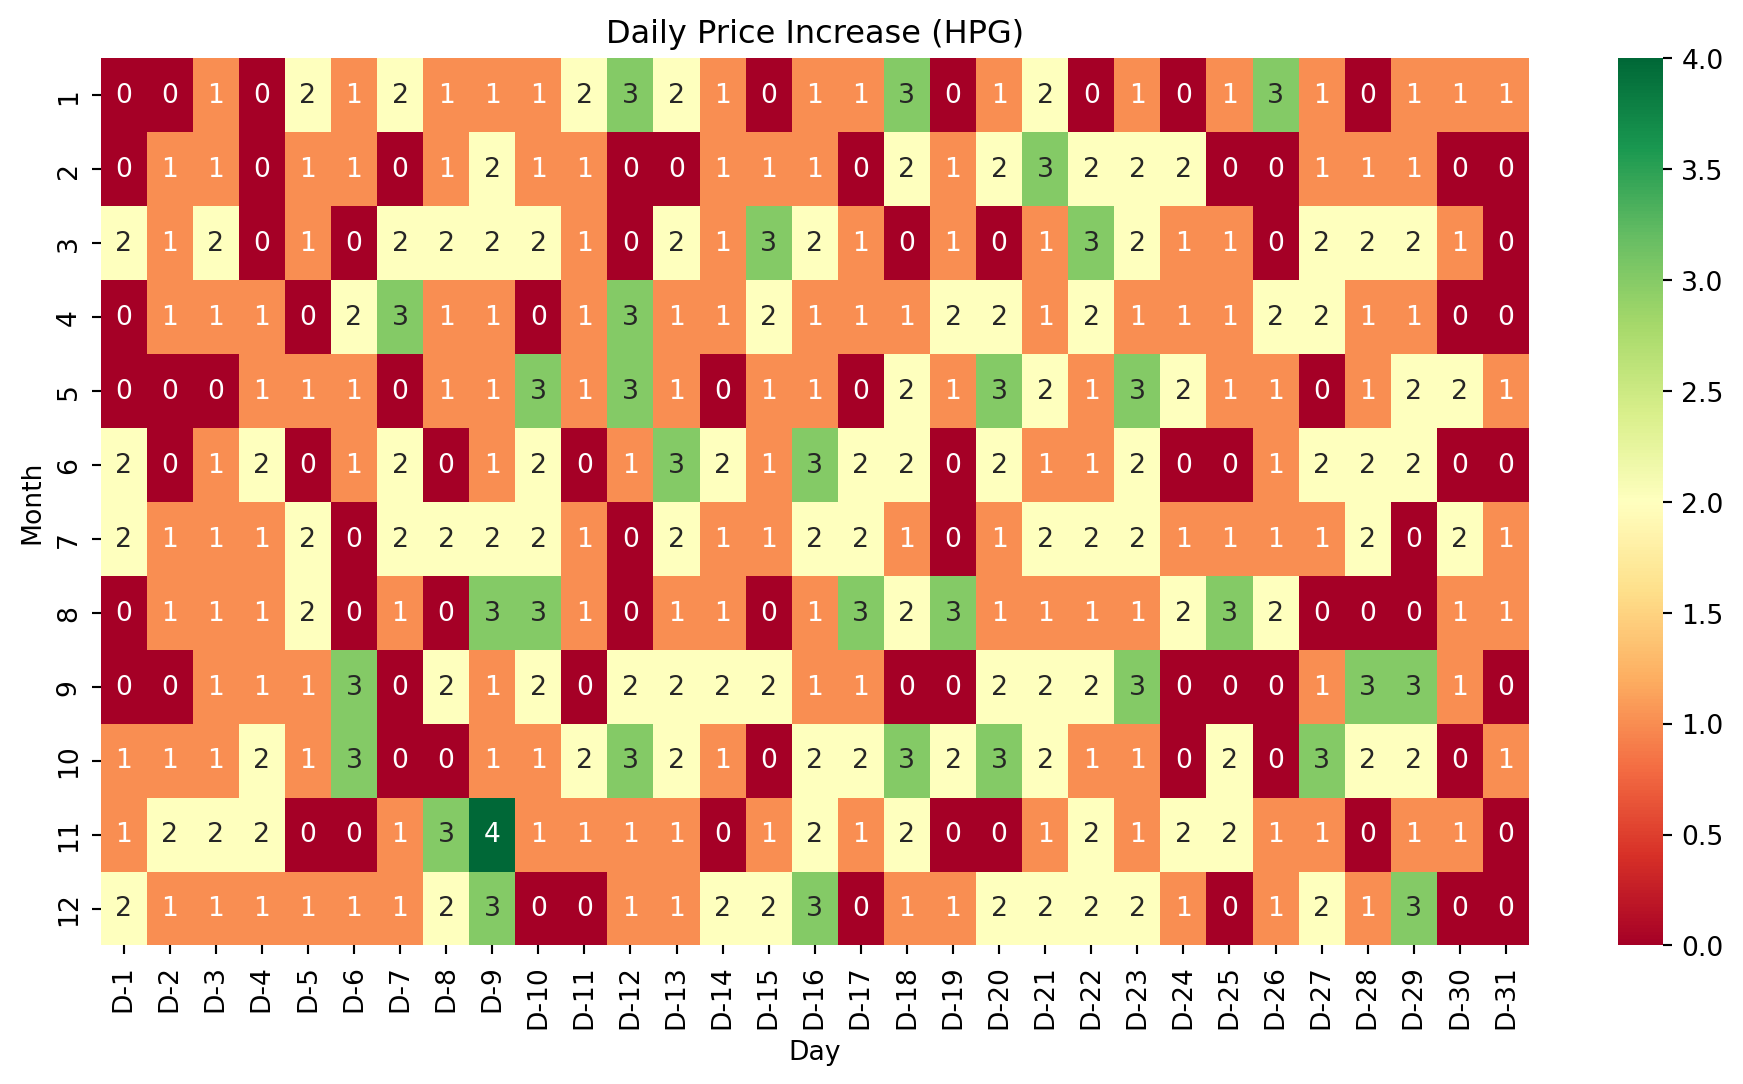 Daily Price Increase (HPG)
1 0 0 1 0 2 1 2 1 1 1 2 3 2 1 0 1 1 3 0 1 2 0 1 0 1 3 1 0 1 1 1
2 0 1 1 0 1 1 0 1 2 1 1 0 0 1 1 1 0 2 1 2 3 2 2 2 0 0 1 1 1 0 0
3 2 1 2 0 1 0 2 2 2 2 1 0 2 1 3 2 1 0 1 0 1 3 2 1 1 0 2 2 2 1 0
4 0 1 1 1 0 2 3 1 1 0 1 3 1 1 2 1 1 1 2 2 1 2 1 1 1 2 2 1 1 0 0
5 0 0 0 1 1 1 0 1 1 3 1 3 1 0 1 1 0 2 1 3 2 1 3 2 1 1 0 1 2 2 1
6 2 0 1 2 0 1 2 0 1 2 0 1 3 2 1 3 2 2 0 2 1 1 2 0 0 1 2 2 2 0 0
7 2 1 1 1 2 0 2 2 2 2 1 0 2 1 1 2 2 1 0 1 2 2 2 1 1 1 1 2 0 2 1
8 0 1 1 1 2 0 1 0 3 3 1 0 1 1 0 1 3 2 3 1 1 1 1 2 3 2 0 0 0 1 1
9 0 0 1 1 1 3 0 2 1 2 0 2 2 2 2 1 1 0 0 2 2 2 3 0 0 0 1 3 3 1 0
10 1 1 1 2 1 3 0 0 1 1 2 3 2 1 0 2 2 3 2 3 2 1 1 0 2 0 3 2 2 0 1
11 1 2 2 2 0 0 1 3 4 1 1 1 1 0 1 2 1 2 0 0 1 2 1 2 2 1 1 0 1 1 0
12 2 1 1 1 1 1 1 2 3 0 0 1 1 2 2 3 0 1 1 2 2 2 2 1 0 1 2 1 3 0 0
D-1 D-2 D-3 D-4 D-5 D-6 D-7 D-8 D-9 D-10 D-11 D-12 D-13 D-14 D-15 D-16 D-17 D-18 D-19 D-20 D-21 D-22 D-23 D-24 D-25 D-26 D-27 D-28 D-29 D-30 D-31
Day
Month
4.0
3.5
3.0
2.5
2.0
1.5
1.0
0.5
0.0